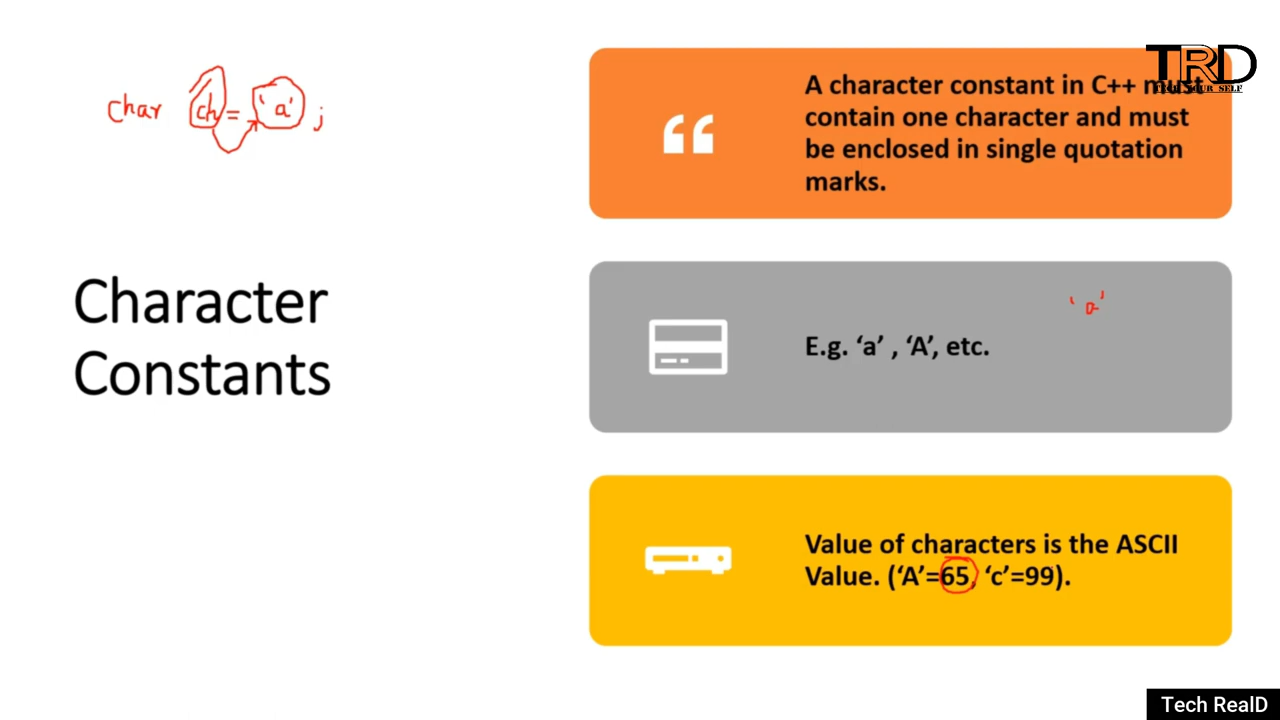 char ch = 'a' ;
Character
Constants
A character constant in C++ must
contain one character and must
be enclosed in single quotation
marks.
E.g. ‘a’ , ‘A’, etc.
'a'
Value of characters is the ASCII
Value. (‘A’=65, ‘c’=99).
TRD
Tech RealD